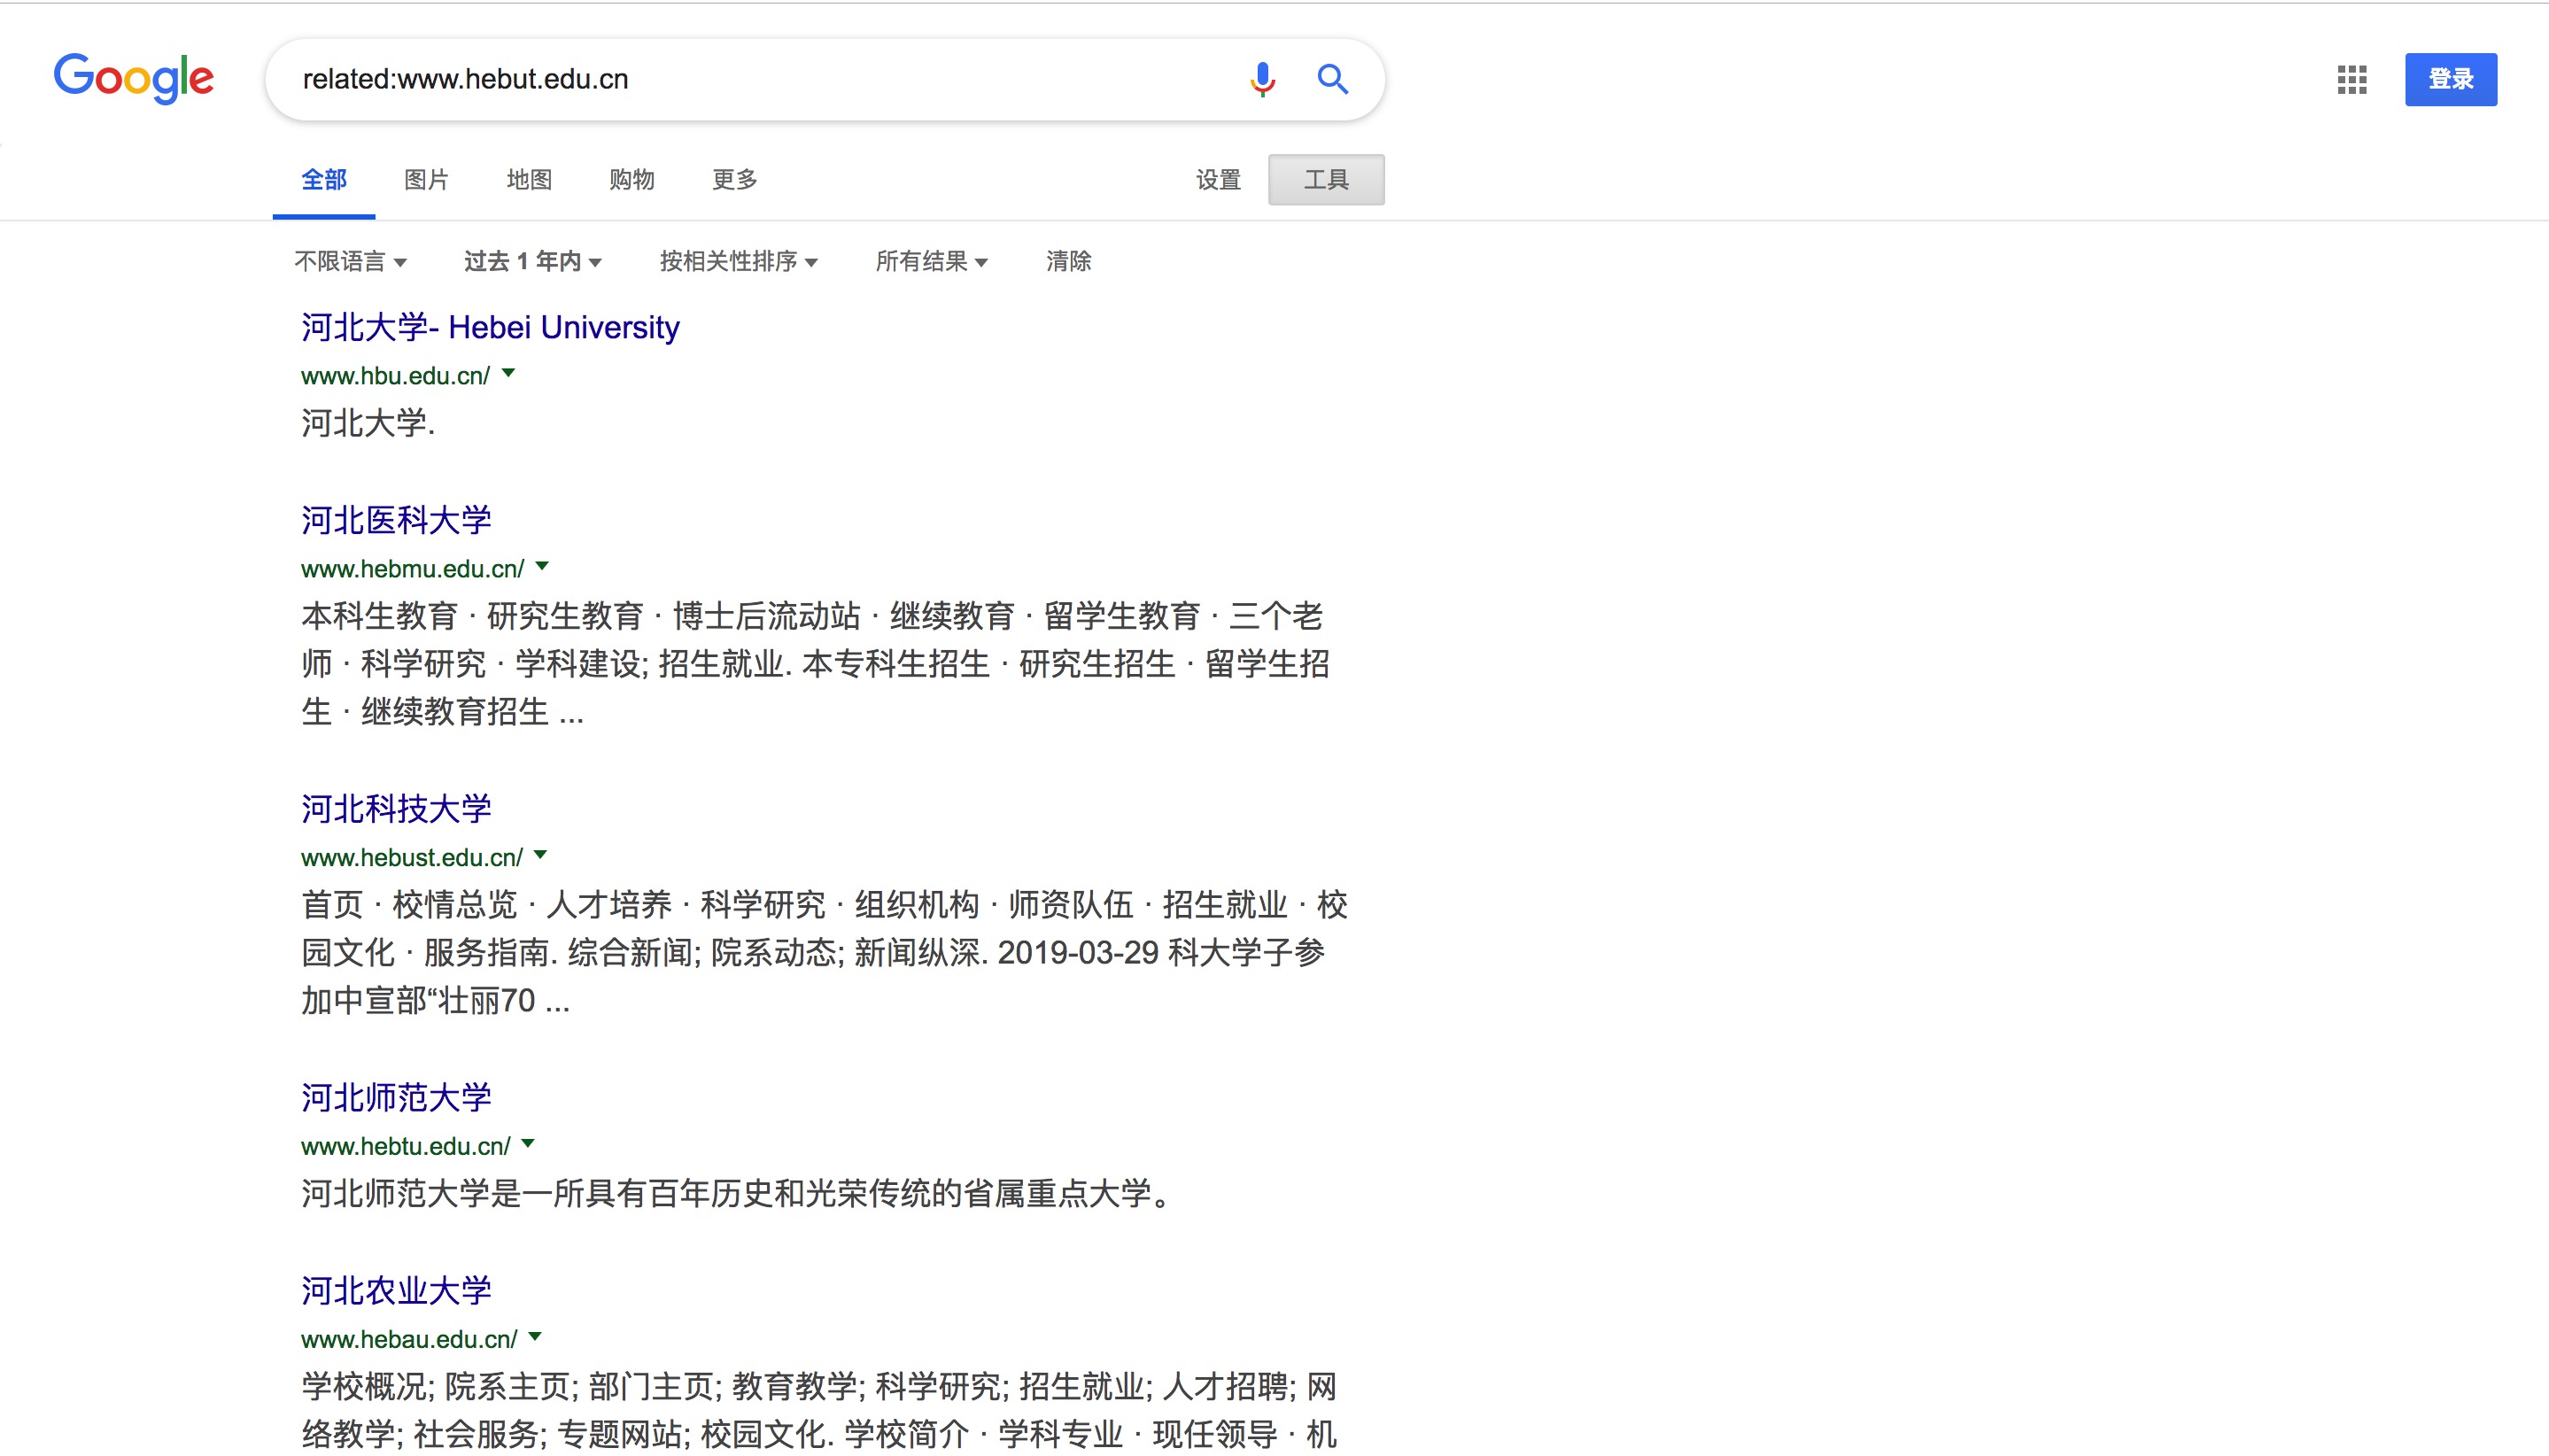 Google
related:www.hebut.edu.cn
登录
全部 图片 地图 购物 更多 设置 工具
不限语言 过去 1 年内 按相关性排序 所有结果 清除
河北大学- Hebei University
www.hbu.edu.cn/
河北大学.
河北医科大学
www.hebmu.edu.cn/
本科生教育 · 研究生教育 · 博士后流动站 · 继续教育 · 留学生教育 · 三个老
师 · 科学研究 · 学科建设; 招生就业. 本专科生招生 · 研究生招生 · 留学生招
生 · 继续教育招生 ...
河北科技大学
www.hebust.edu.cn/
首页 · 校情总览 · 人才培养 · 科学研究 · 组织机构 · 师资队伍 · 招生就业 · 校
园文化 · 服务指南. 综合新闻; 院系动态; 新闻纵深. 2019-03-29 科大学子参
加中宣部“壮丽70 ...
河北师范大学
www.hebtu.edu.cn/
河北师范大学是一所具有百年历史和光荣传统的省属重点大学。
河北农业大学
www.hebau.edu.cn/
学校概况; 院系主页; 部门主页; 教育教学; 科学研究; 招生就业; 人才招聘; 网
络教学; 社会服务; 专题网站; 校园文化. 学校简介 · 学科专业 · 现任领导 · 机